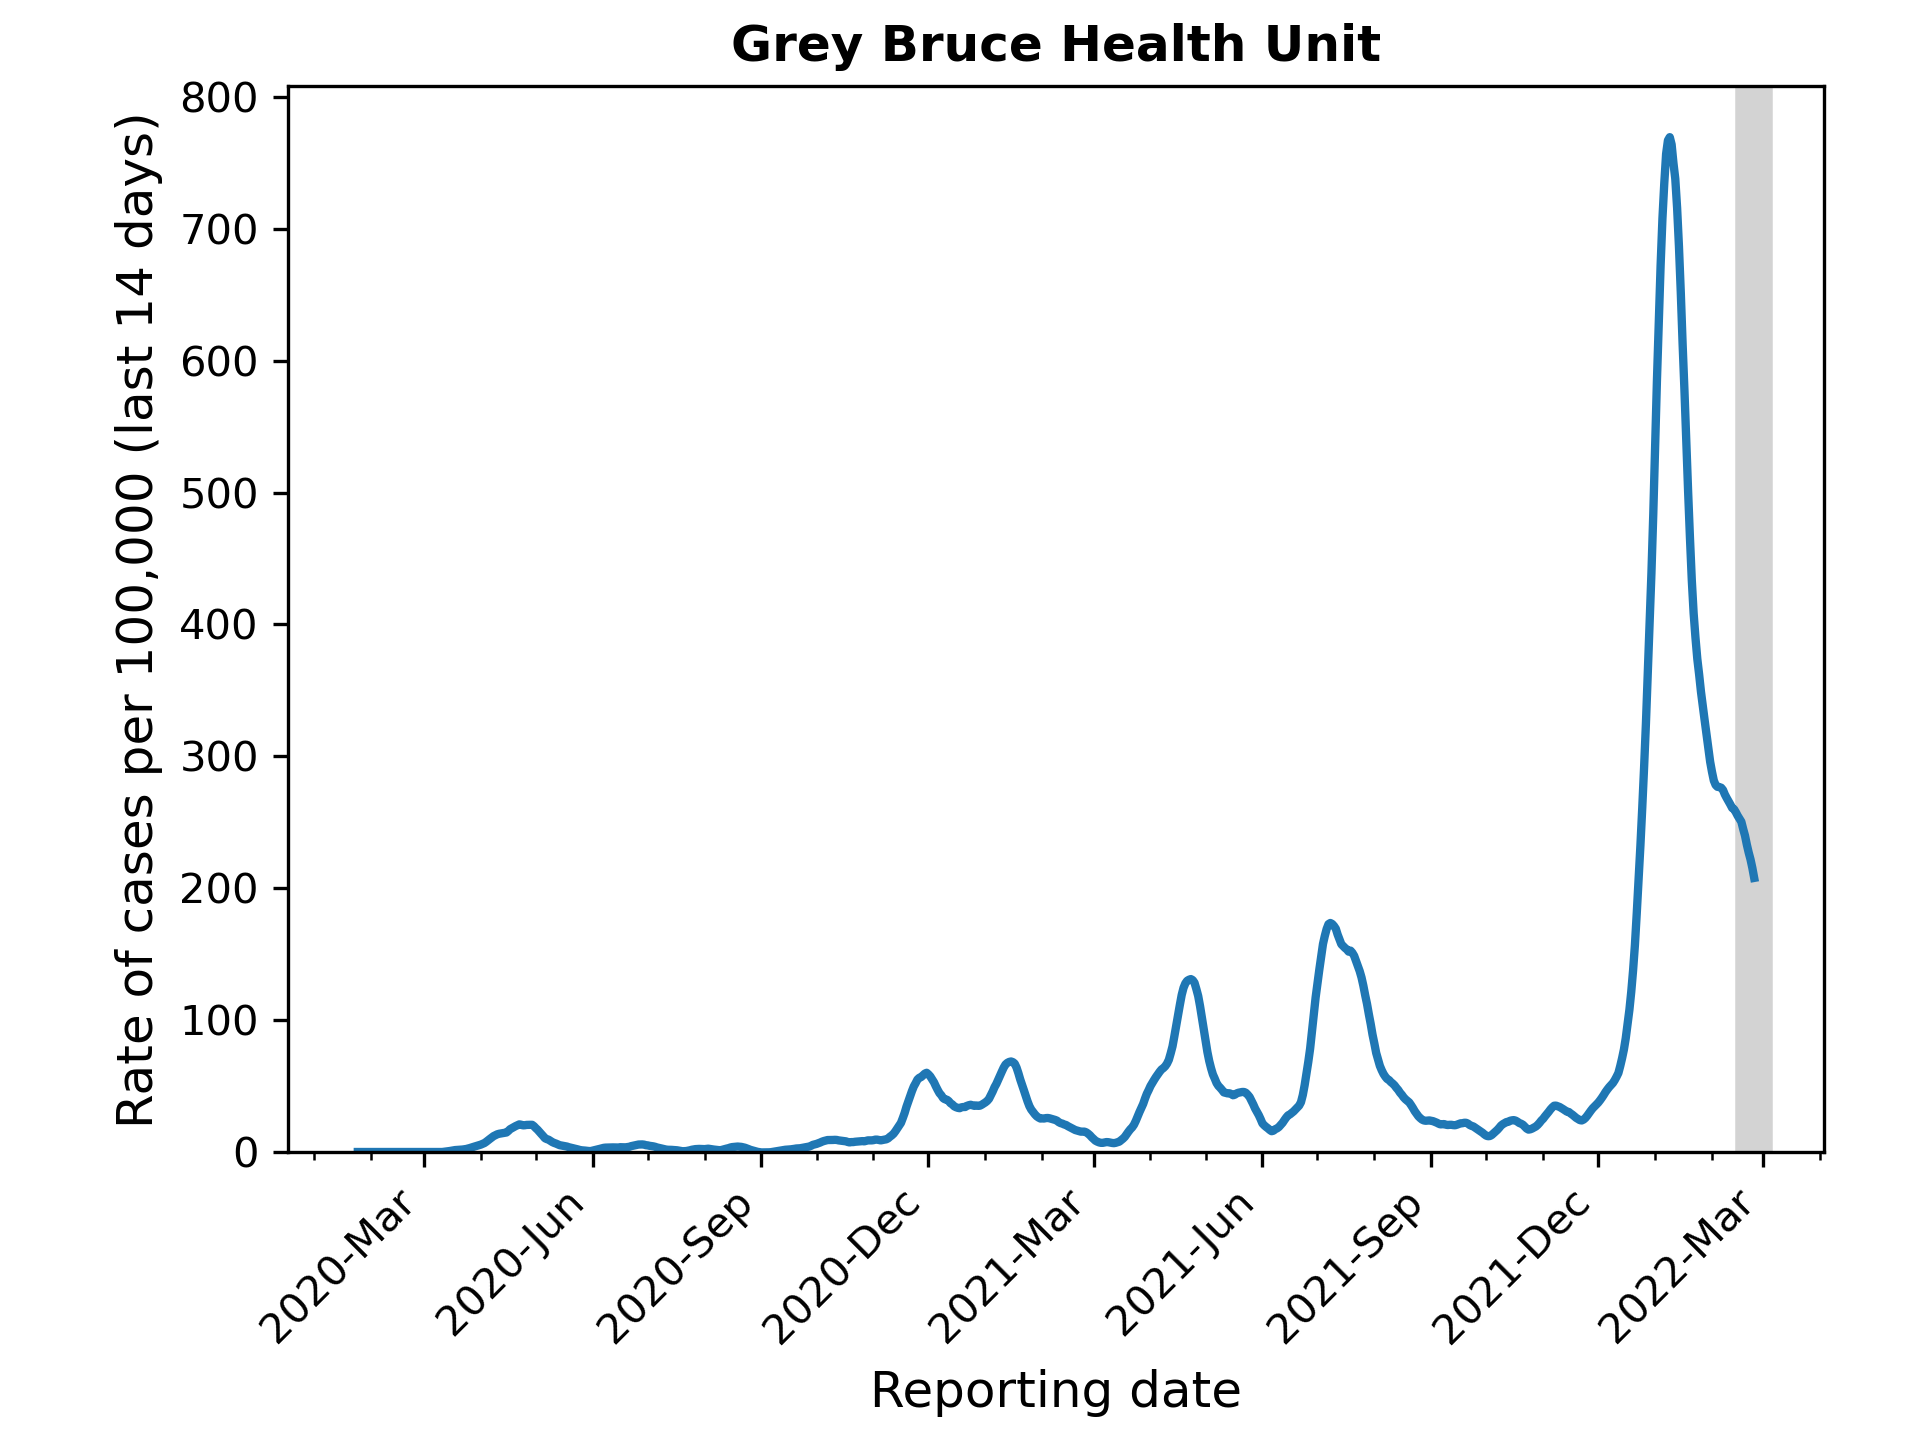 Grey Bruce Health Unit
Rate of cases per 100,000 (last 14 days)
800
700
600
500
400
300
200
100
0
2020-Mar
2020-Jun
2020-Sep
2020-Dec
2021-Mar
2021-Jun
2021-Sep
2021-Dec
2022-Mar
Reporting date